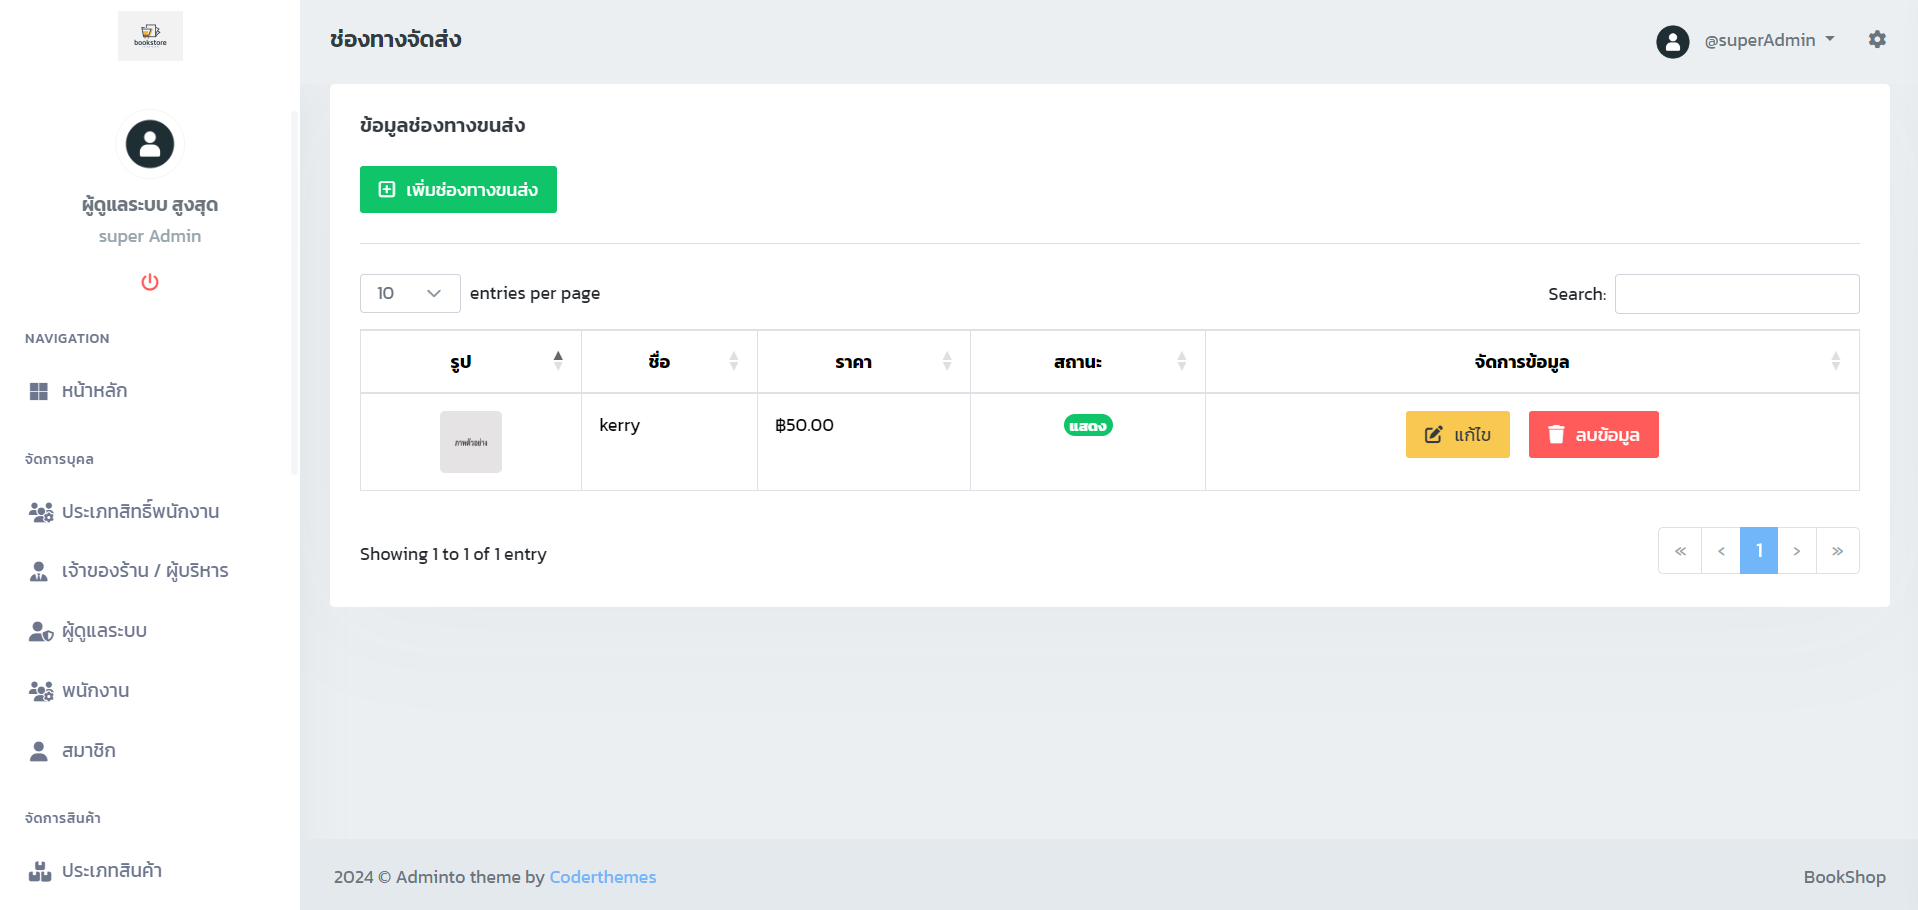 bookstore
ผู้ดูแลระบบ สูงสุด
super Admin
NAVIGATION
หน้าหลัก
จัดการบุคล
ประเภทสิทธิ์พนักงาน
เจ้าของร้าน / ผู้บริหาร
ผู้ดูแลระบบ
พนักงาน
สมาชิก
จัดการสินค้า
ประเภทสินค้า
ช่องทางจัดส่ง
@superAdmin
ข้อมูลช่องทางขนส่ง
เพิ่มช่องทางขนส่ง
10 entries per page
Search:
รูป ชื่อ ราคา สถานะ จัดการข้อมูล
ภาพตัวอย่าง kerry ฿50.00 แสดง แก้ไข ลบข้อมูล
Showing 1 to 1 of 1 entry
« ‹ 1 › »
2024 © Adminto theme by Coderthemes
BookShop